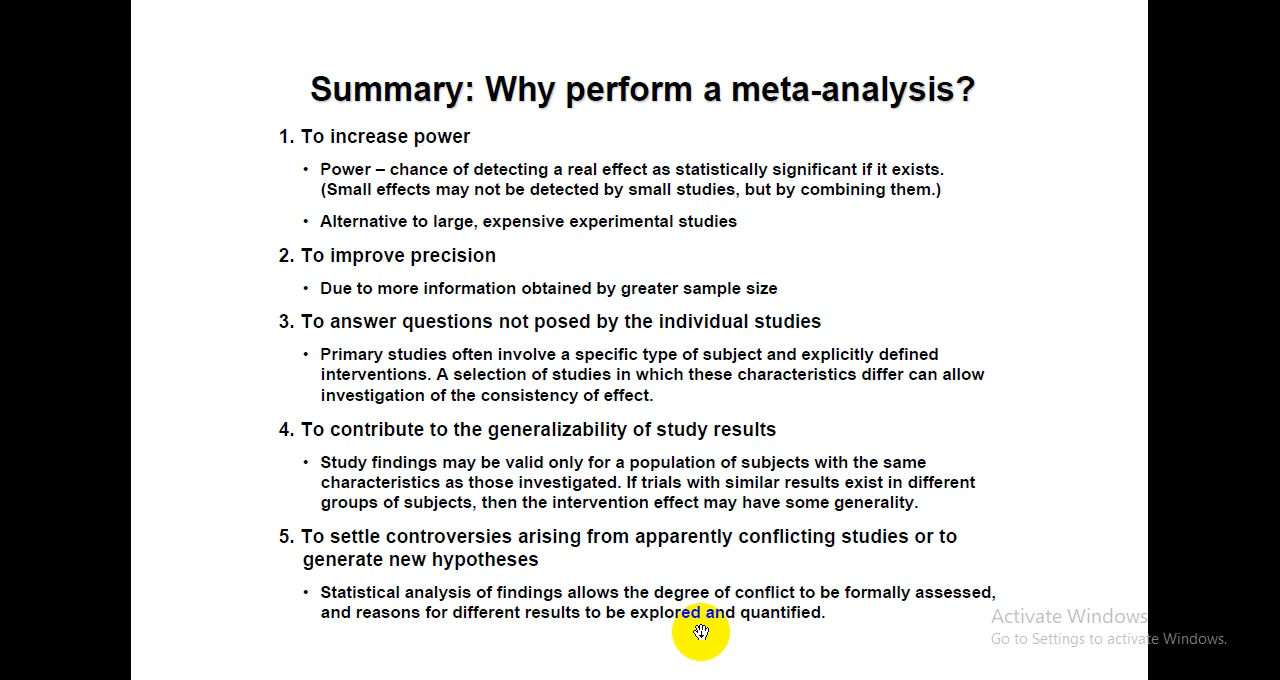 Summary: Why perform a meta-analysis?
1. To increase power
• Power – chance of detecting a real effect as statistically significant if it exists.
(Small effects may not be detected by small studies, but by combining them.)
• Alternative to large, expensive experimental studies
2. To improve precision
• Due to more information obtained by greater sample size
3. To answer questions not posed by the individual studies
• Primary studies often involve a specific type of subject and explicitly defined
interventions. A selection of studies in which these characteristics differ can allow
investigation of the consistency of effect.
4. To contribute to the generalizability of study results
• Study findings may be valid only for a population of subjects with the same
characteristics as those investigated. If trials with similar results exist in different
groups of subjects, then the intervention effect may have some generality.
5. To settle controversies arising from apparently conflicting studies or to
generate new hypotheses
• Statistical analysis of findings allows the degree of conflict to be formally assessed,
and reasons for different results to be explored and quantified.
Activate Windows
Go to Settings to activate Windows.